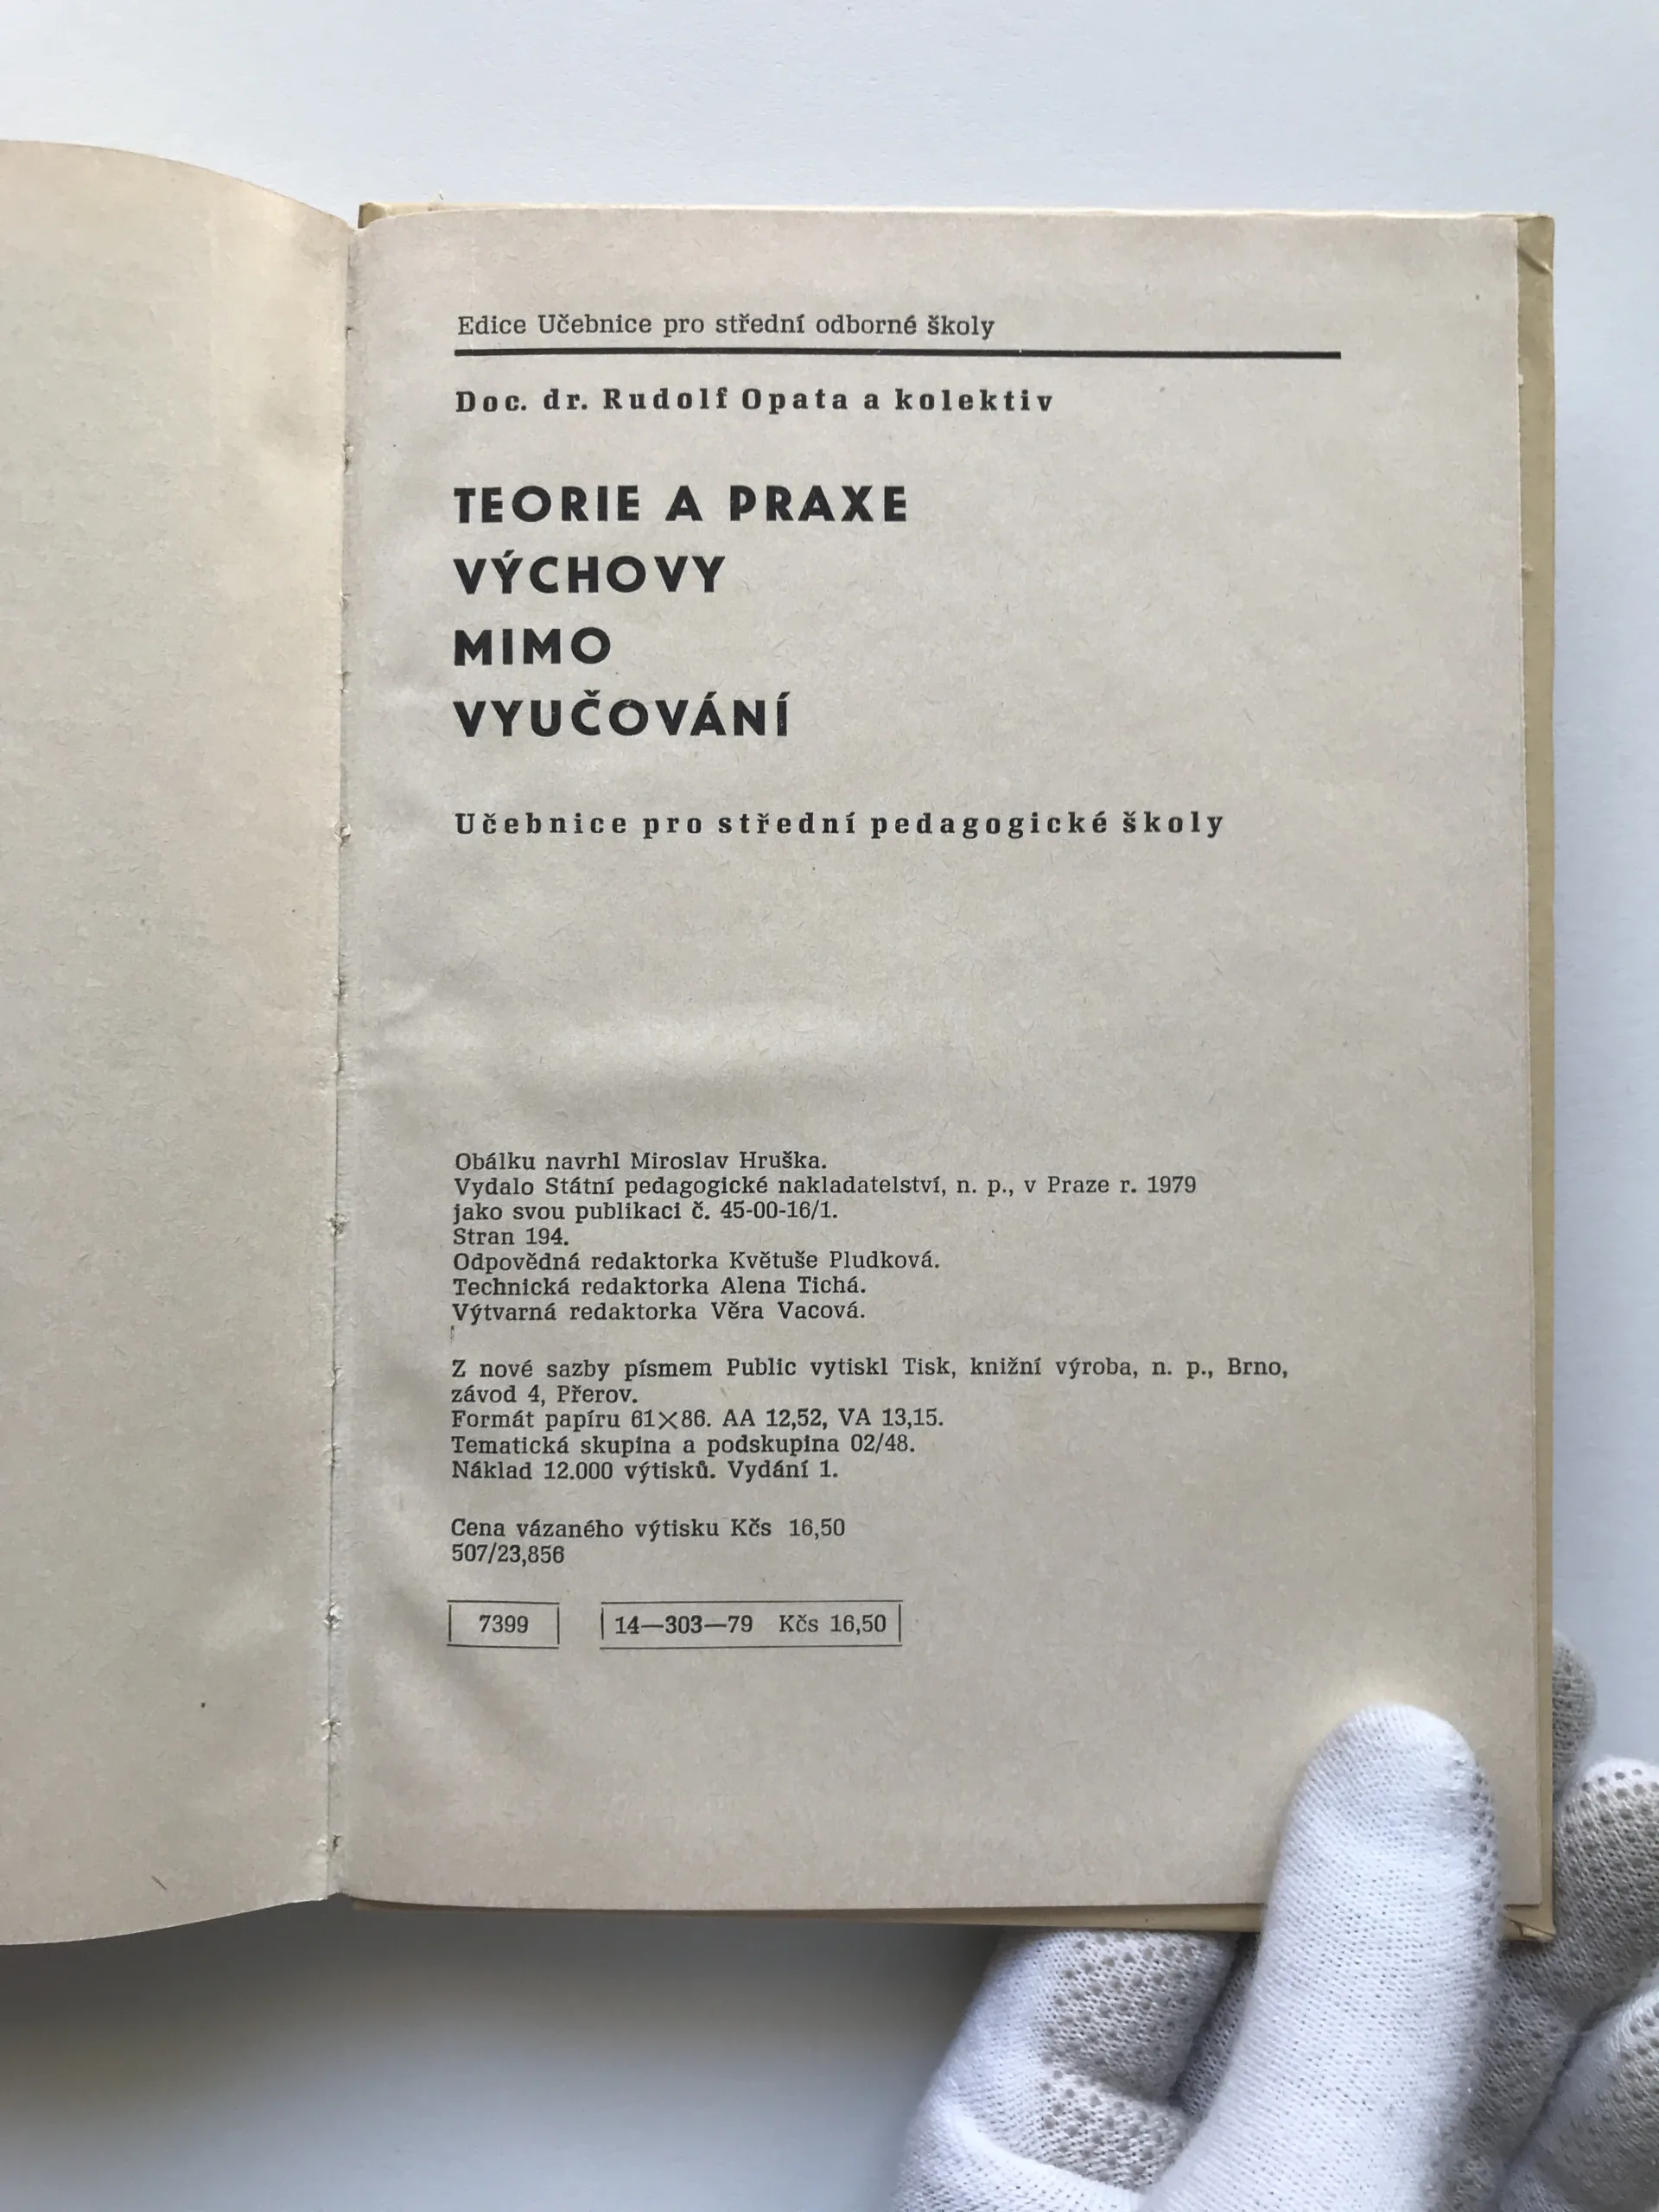 Edice Učebnice pro střední odborné školy
Doc. dr. Rudolf Opata a kolektiv
TEORIE A PRAXE
VÝCHOVY
MIMO
VYUČOVÁNÍ
Učebnice pro střední pedagogické školy
Obálku navrhl Miroslav Hruška.
Vydalo Státní pedagogické nakladatelství, n. p., v Praze r. 1979
jako svou publikaci č. 45-00-16/1.
Stran 194.
Odpovědná redaktorka Květuše Pludková.
Technická redaktorka Alena Tichá.
Výtvarná redaktorka Věra Vacová.
Z nové sazby písmem Public vytiskl Tisk, knižní výroba, n. p., Brno,
závod 4, Přerov.
Formát papíru 61×86. AA 12,52, VA 13,15.
Tematická skupina a podskupina 02/48.
Náklad 12.000 výtisků. Vydání 1.
Cena vázaného výtisku Kčs 16,50
507/23,856
7399 14—303—79 Kčs 16,50